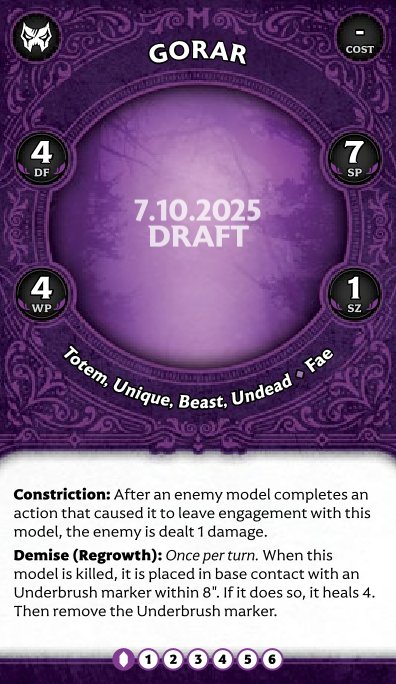 -
COST
GORAR
4
DF
7
SP
7.10.2025
DRAFT
4
WP
1
SZ
Totem, Unique, Beast, Undead ⬥ Fae
Constriction: After an enemy model completes an
action that caused it to leave engagement with this
model, the enemy is dealt 1 damage.
Demise (Regrowth): Once per turn. When this
model is killed, it is placed in base contact with an
Underbrush marker within 8". If it does so, it heals 4.
Then remove the Underbrush marker.
1 2 3 4 5 6